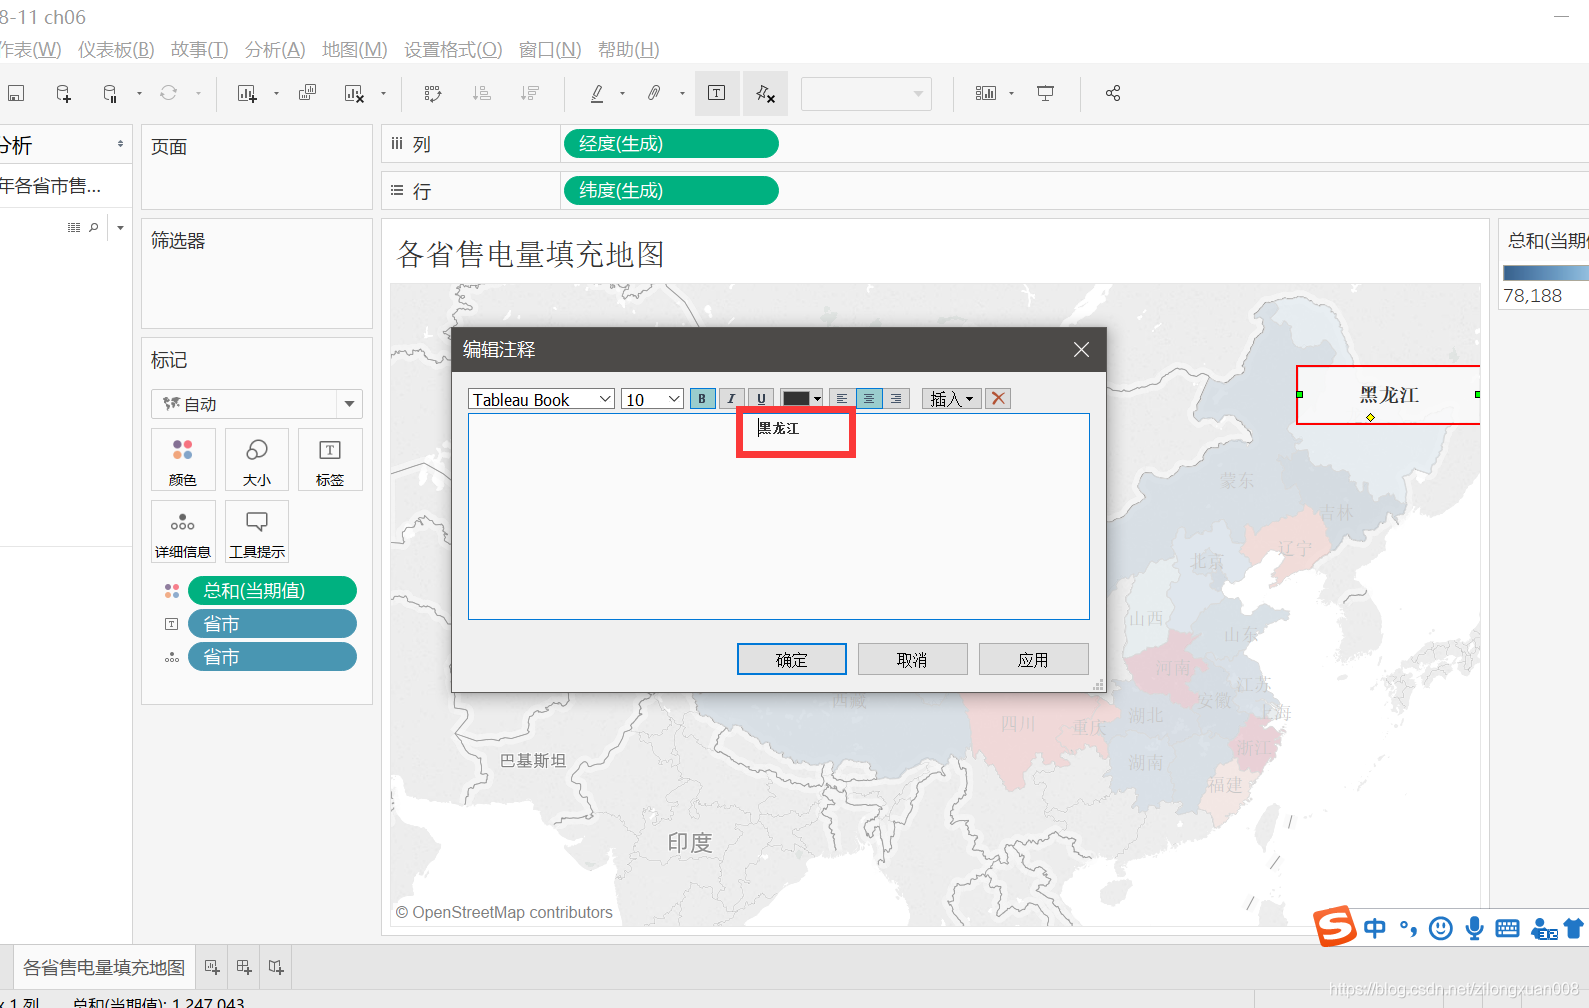 8-11 ch06
作表(W) 仪表板(B) 故事(T) 分析(A) 地图(M) 设置格式(O) 窗口(N) 帮助(H)
分析
页面
iii 列
经度(生成)
年各省市售...
行
纬度(生成)
筛选器
各省售电量填充地图
总和(当期值
78,188
标记
自动
颜色
大小
标签
详细信息
工具提示
总和(当期值)
省市
省市
编辑注释
Tableau Book
10
B I U
插入
黑龙江
确定
取消
应用
黑龙江
蒙东
吉林
辽宁
北京
山西
山东
河南
江苏
安徽
上海
西藏
四川
重庆
湖北
浙江
湖南
福建
巴基斯坦
印度
© OpenStreetMap contributors
中
32
各省售电量填充地图
x 1 列 总和(当期值): 1,247,043
https://blog.csdn.net/zilongxuan008